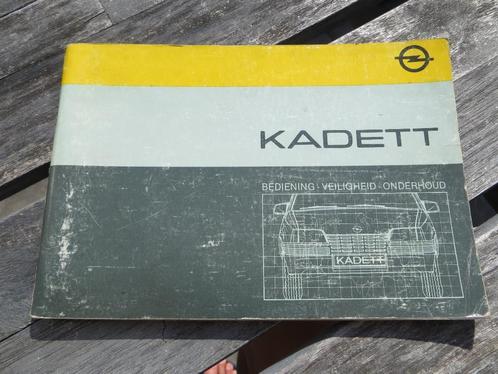 KADETT
BEDIENING · VEILIGHEID · ONDERHOUD
KADETT